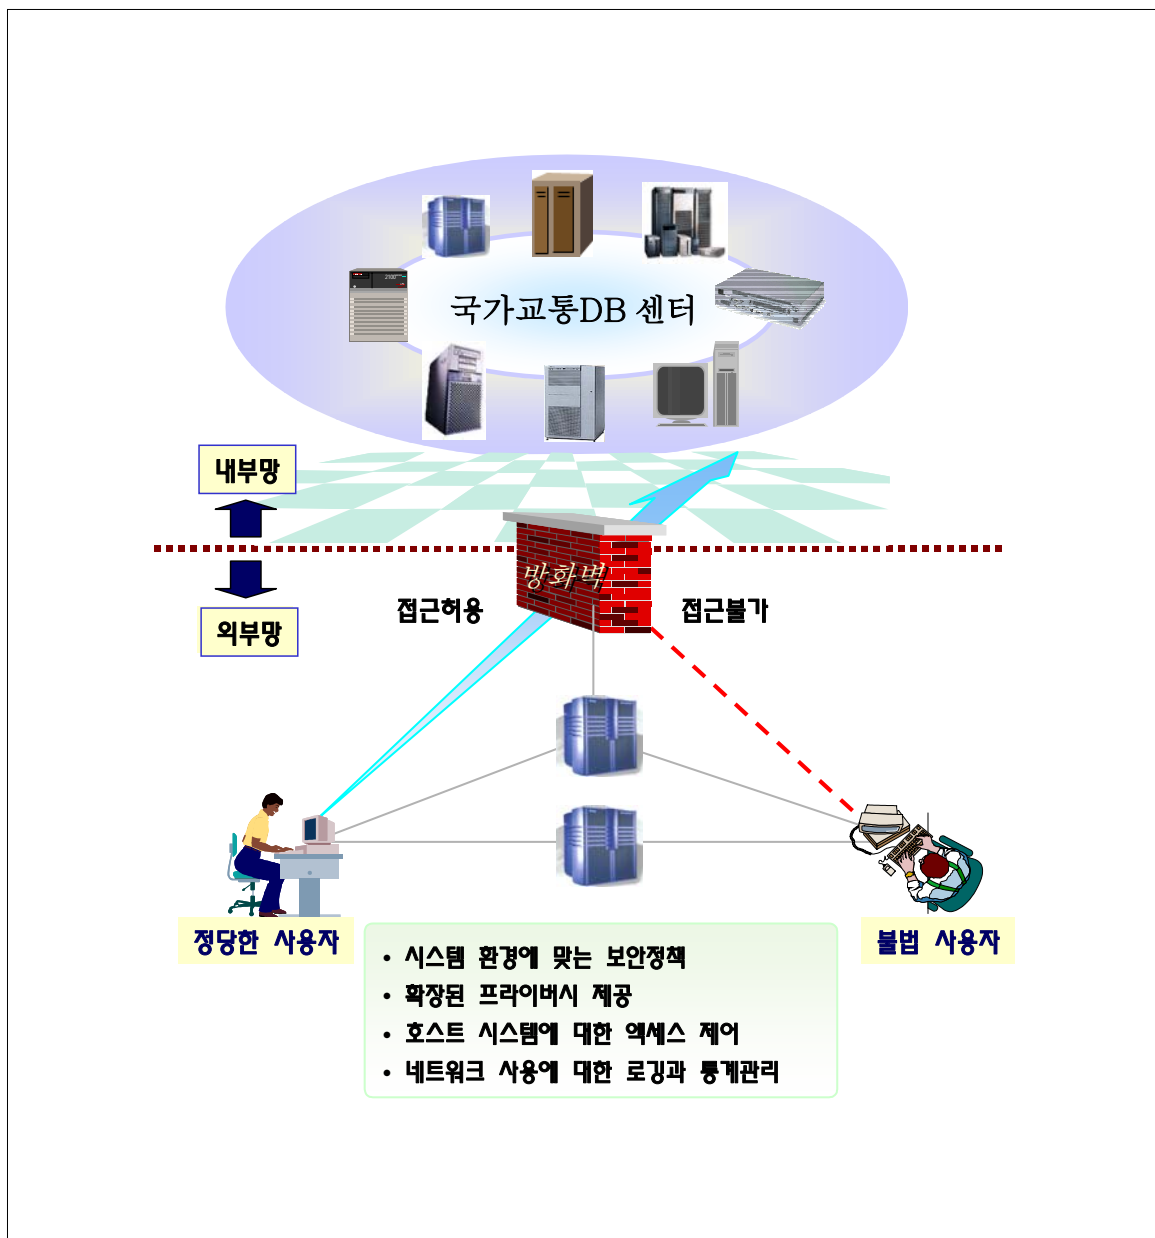 2100
국가교통DB 센터
내부망
방화벽
접근허용
접근불가
외부망
정당한 사용자
불법 사용자
• 시스템 환경에 맞는 보안정책
• 확장된 프라이버시 제공
• 호스트 시스템에 대한 액세스 제어
• 네트워크 사용에 대한 로깅과 통계관리